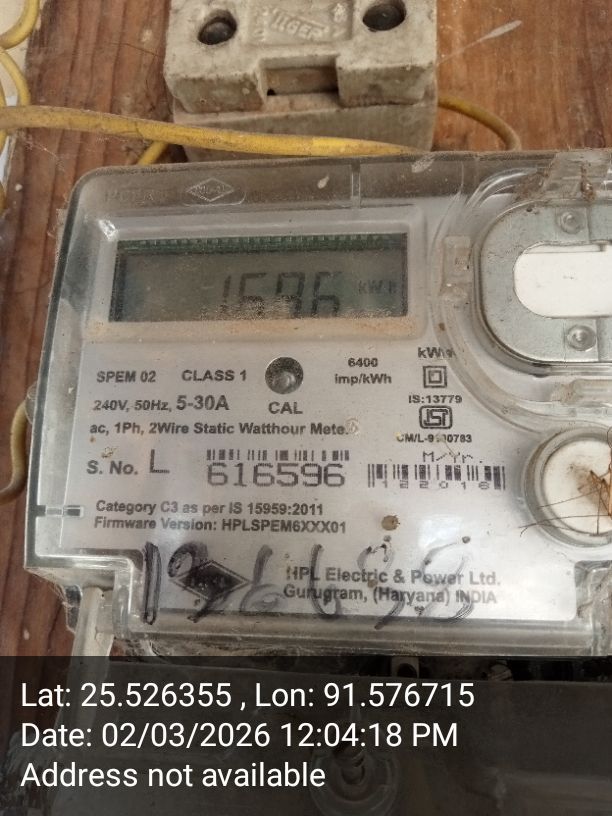 TIGER
kWh
SPEM 02 CLASS 1 6400 imp/kWh kWh
240V, 50Hz, 5-30A CAL IS:13779
ac, 1Ph, 2Wire Static Watthour Meter
S. No. L 616596 M/Yr. 122016
Category C3 as per IS 15959:2011
Firmware Version: HPLSPEM6XXX01
HPL Electric & Power Ltd.
Gurugram, (Haryana) INDIA
Lat: 25.526355 , Lon: 91.576715
Date: 02/03/2026 12:04:18 PM
Address not available